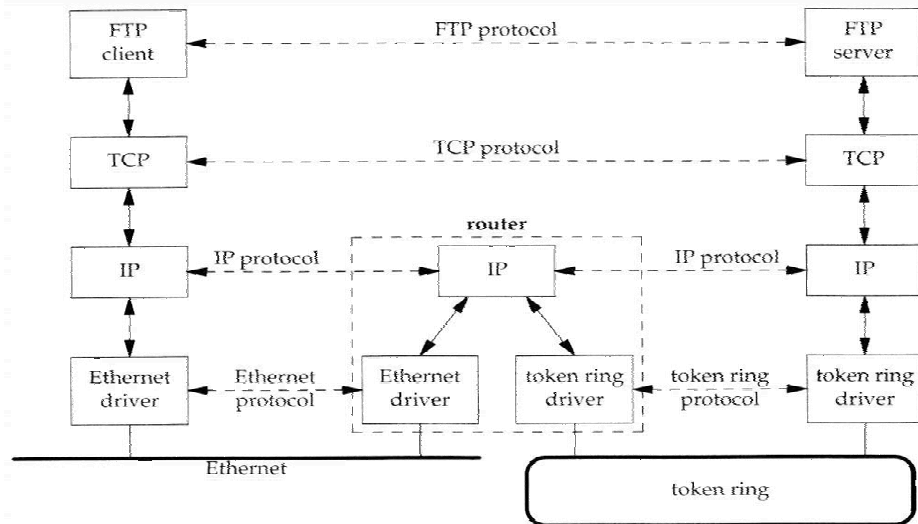 FTP
client
FTP protocol
FTP
server
TCP
TCP protocol
TCP
router
IP
IP protocol
IP
IP protocol
IP
Ethernet
driver
Ethernet
protocol
Ethernet
driver
token ring
driver
token ring
protocol
token ring
driver
Ethernet
token ring